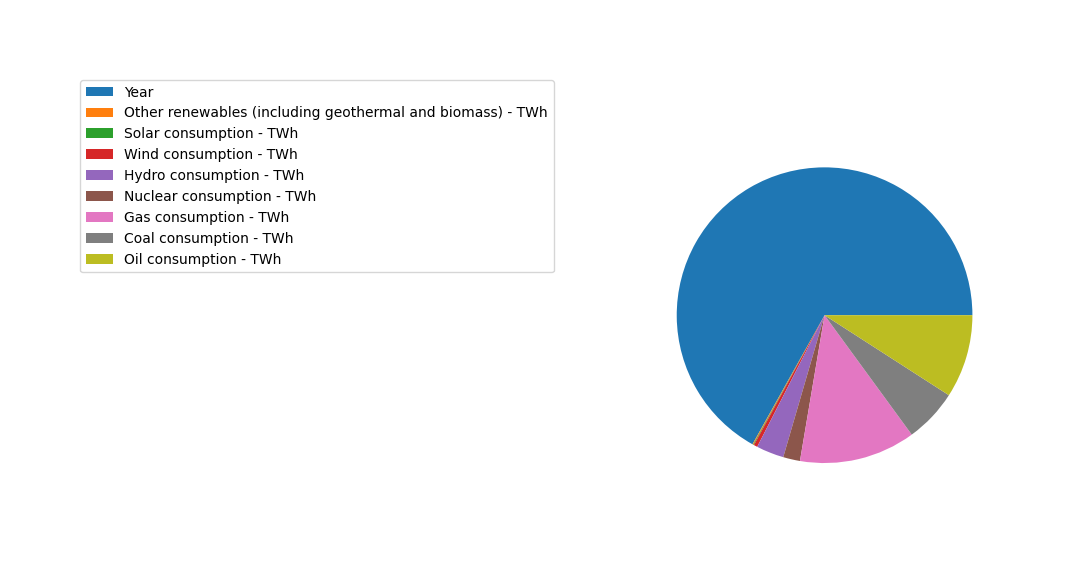 Year
Other renewables (including geothermal and biomass) - TWh
Solar consumption - TWh
Wind consumption - TWh
Hydro consumption - TWh
Nuclear consumption - TWh
Gas consumption - TWh
Coal consumption - TWh
Oil consumption - TWh